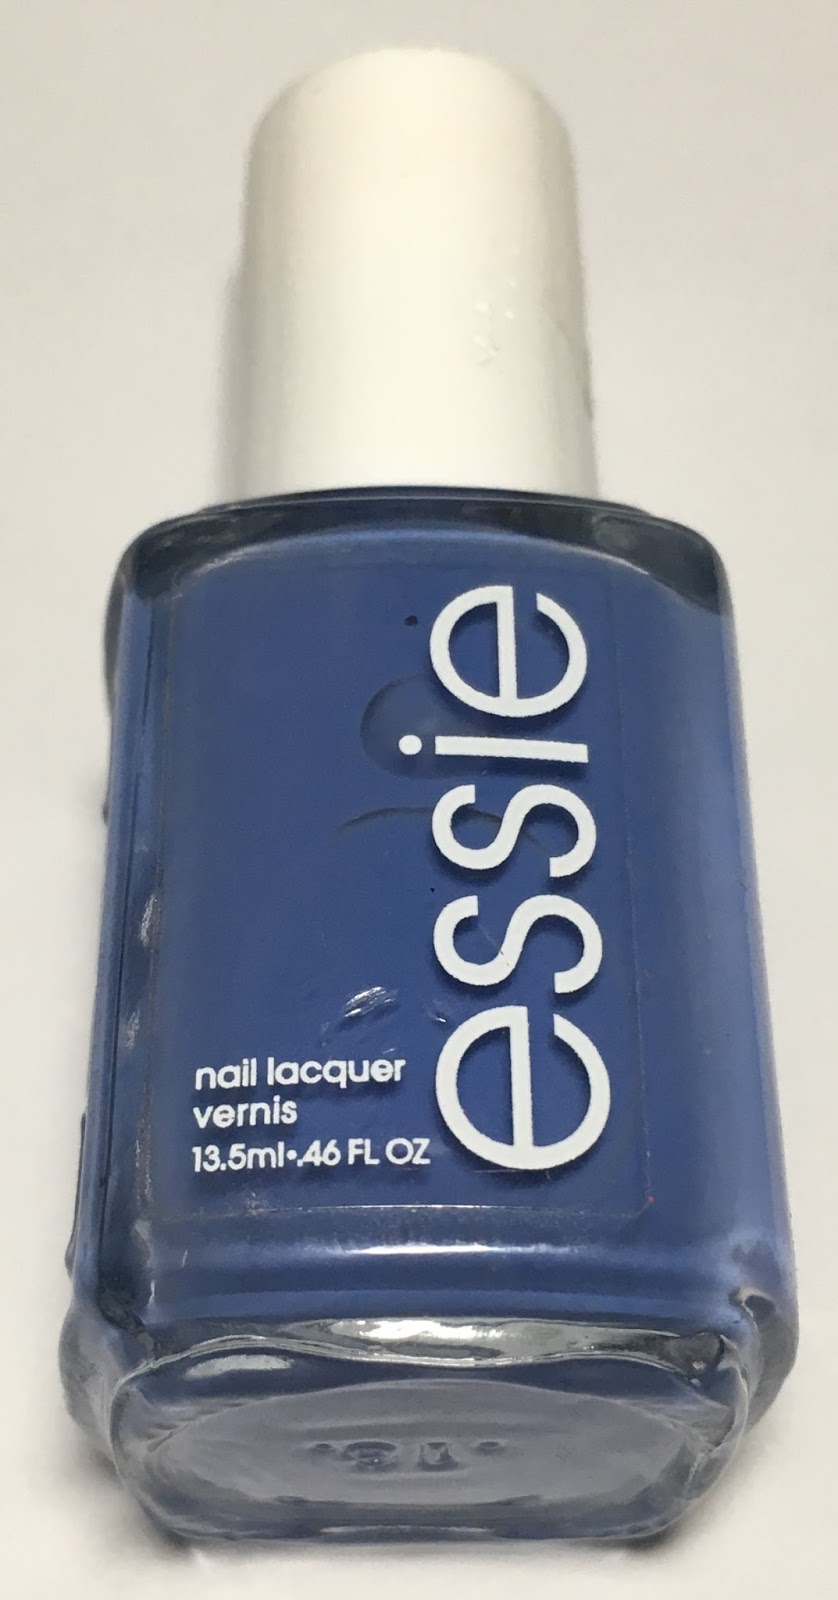 essie
nail lacquer
vernis
13.5ml•.46 FL OZ